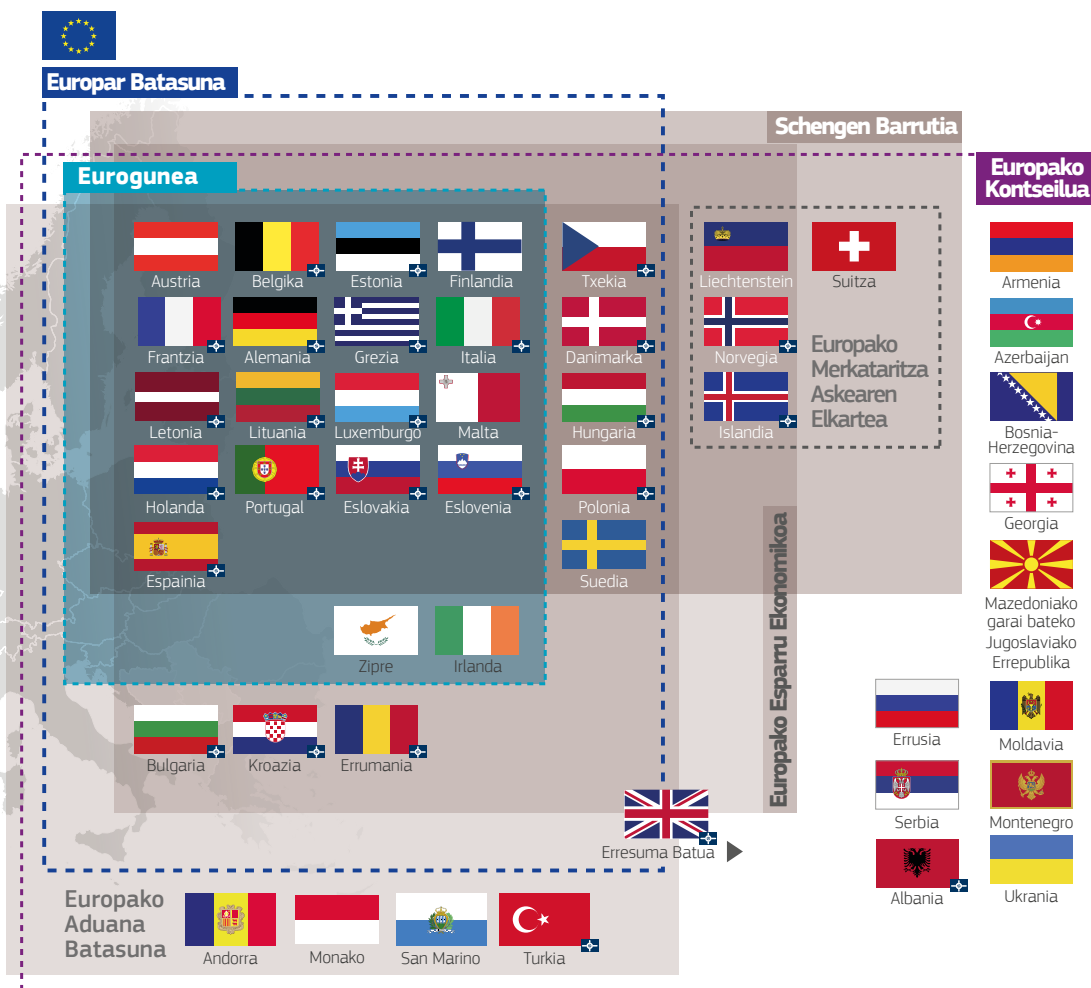 Europar Batasuna
Schengen Barrutia
Eurogunea
Europako
Kontseilua
Austria
Belgika
Estonia
Finlandia
Txekia
Liechtenstein
Suitza
Armenia
Frantzia
Alemania
Grezia
Italia
Danimarka
Norvegia
Europako
Merkataritza
Askearen
Elkartea
Azerbaijan
Letonia
Lituania
Luxemburgo
Malta
Hungaria
Islandia
Bosnia-
Herzegovina
Holanda
Portugal
Eslovakia
Eslovenia
Polonia
Georgia
Espainia
Suedia
Europako Esparru Ekonomikoa
Mazedoniako
garai bateko
Jugoslaviako
Errepublika
Zipre
Irlanda
Errusia
Moldavia
Bulgaria
Kroazia
Errumania
Serbia
Montenegro
Erresuma Batua
Albania
Ukrania
Europako
Aduana
Batasuna
Andorra
Monako
San Marino
Turkia